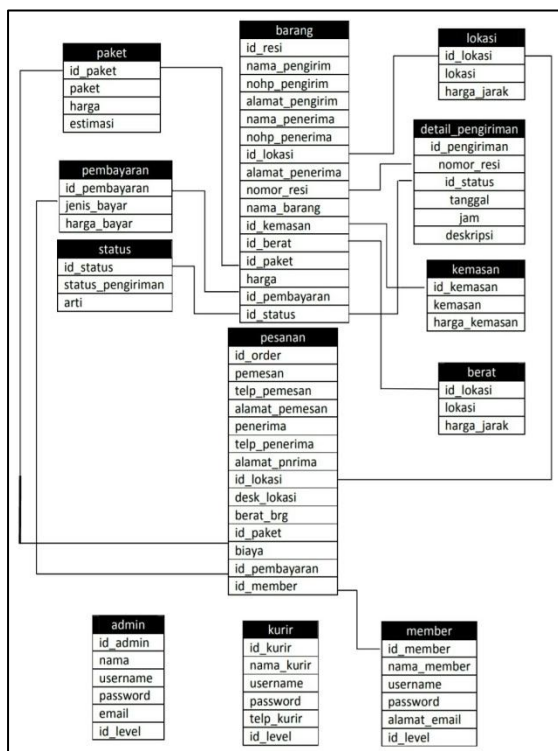 paket
id_paket
paket
harga
estimasi
pembayaran
id_pembayaran
jenis_bayar
harga_bayar
status
id_status
status_pengiriman
arti
barang
id_resi
nama_pengirim
nohp_pengirim
alamat_pengirim
nama_penerima
nohp_penerima
id_lokasi
alamat_penerima
nomor_resi
nama_barang
id_kemasan
id_berat
id_paket
harga
id_pembayaran
id_status
lokasi
id_lokasi
lokasi
harga_jarak
detail_pengiriman
id_pengiriman
nomor_resi
id_status
tanggal
jam
deskripsi
kemasan
id_kemasan
kemasan
harga_kemasan
berat
id_lokasi
lokasi
harga_jarak
pesanan
id_order
pemesan
telp_pemesan
alamat_pemesan
penerima
telp_penerima
alamat_pnrima
id_lokasi
desk_lokasi
berat_brg
id_paket
biaya
id_pembayaran
id_member
admin
id_admin
nama
username
password
email
id_level
kurir
id_kurir
nama_kurir
username
password
telp_kurir
id_level
member
id_member
nama_member
username
password
alamat_email
id_level